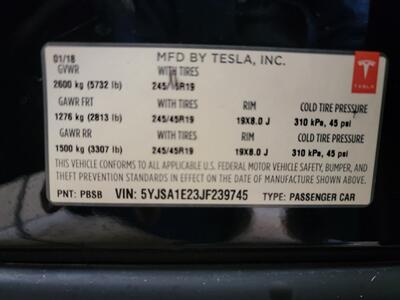 01/18 MFD BY TESLA, INC.
GVWR WITH TIRES TESLA
2600 kg (5732 lb) 245/45R19
GAWR FRT WITH TIRES RIM COLD TIRE PRESSURE
1276 kg (2813 lb) 245/45R19 19X8.0 J 310 kPa, 45 psi
GAWR RR WITH TIRES RIM COLD TIRE PRESSURE
1500 kg (3307 lb) 245/45R19 19X8.0 J 310 kPa, 45 psi
THIS VEHICLE CONFORMS TO ALL APPLICABLE U.S. FEDERAL MOTOR VEHICLE SAFETY, BUMPER, AND
THEFT PREVENTION STANDARDS IN EFFECT ON THE DATE OF MANUFACTURE SHOWN ABOVE.
PNT: PBSB VIN: 5YJSA1E23JF239745 TYPE: PASSENGER CAR